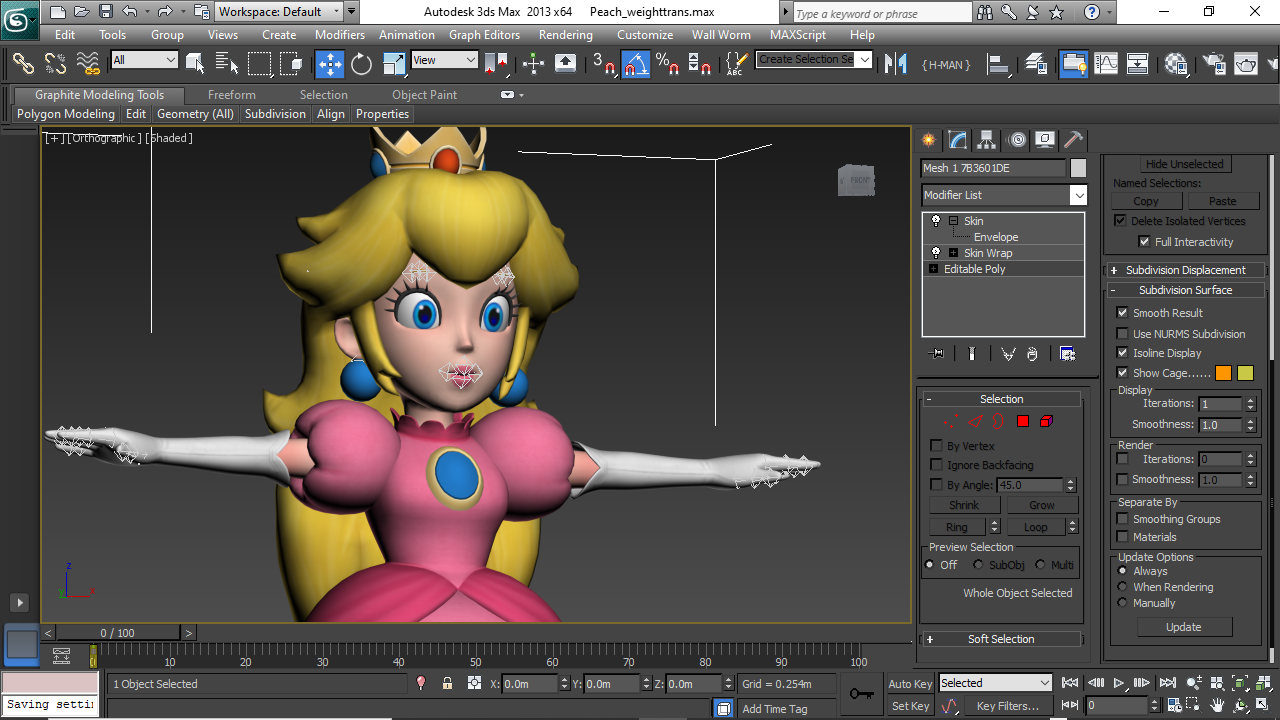 Workspace: Default
Autodesk 3ds Max 2013 x64 Peach_weighttrans.max
Type a keyword or phrase
Edit Tools Group Views Create Modifiers Animation Graph Editors Rendering Customize Wall Worm MAXScript Help
All
View
3
Create Selection Se
{H-MAN}
Graphite Modeling Tools Freeform Selection Object Paint
Polygon Modeling Edit Geometry (All) Subdivision Align Properties
[ + ] [Orthographic ] [ Shaded ]
FRONT
Mesh 1 7B3601DE
Modifier List
Skin
Envelope
Skin Wrap
Editable Poly
Selection
By Vertex
Ignore Backfacing
By Angle: 45.0
Shrink Grow
Ring Loop
Preview Selection
Off SubObj Multi
Whole Object Selected
+ Soft Selection
Hide Unselected
Named Selections:
Copy Paste
Delete Isolated Vertices
Full Interactivity
+ Subdivision Displacement
- Subdivision Surface
Smooth Result
Use NURMS Subdivision
Isoline Display
Show Cage......
Display
Iterations: 1
Smoothness: 1.0
Render
Iterations: 0
Smoothness: 1.0
Separate By
Smoothing Groups
Materials
Update Options
Always
When Rendering
Manually
Update
z
x
< 0 / 100 >
0 10 20 30 40 50 60 70 80 90 100
1 Object Selected X: 0.0m Y: 0.0m Z: 0.0m Grid = 0.254m Auto Key Selected
Saving settin
Add Time Tag Set Key Key Filters... 0